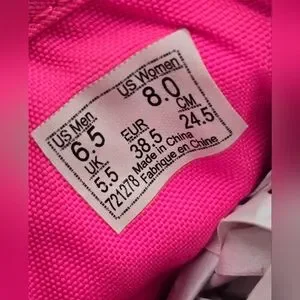 US Men US Women
6.5 8.0
UK EUR CM
5.5 38.5 24.5
721278 Made in China
Fabriqué en Chine